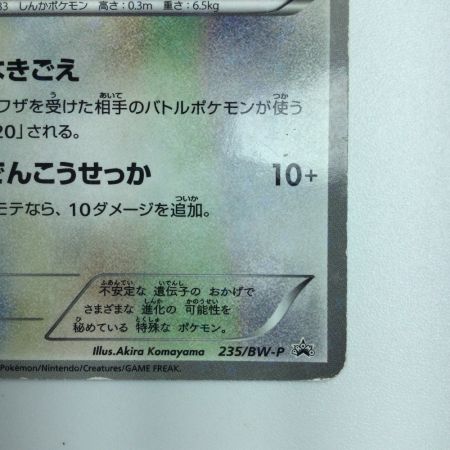 33 しんかポケモン 高さ:0.3m 重さ:6.5kg
なきごえ
ワザを受けた相手のバトルポケモンが使う
20」される。
でんこうせっか 10+
モテなら、10ダメージを追加。
不安定な 遺伝子の おかげで
さまざまな 進化の 可能性を
秘めている 特殊な ポケモン。
Illus.Akira Komayama 235/BW-P
Pokémon/Nintendo/Creatures/GAME FREAK.